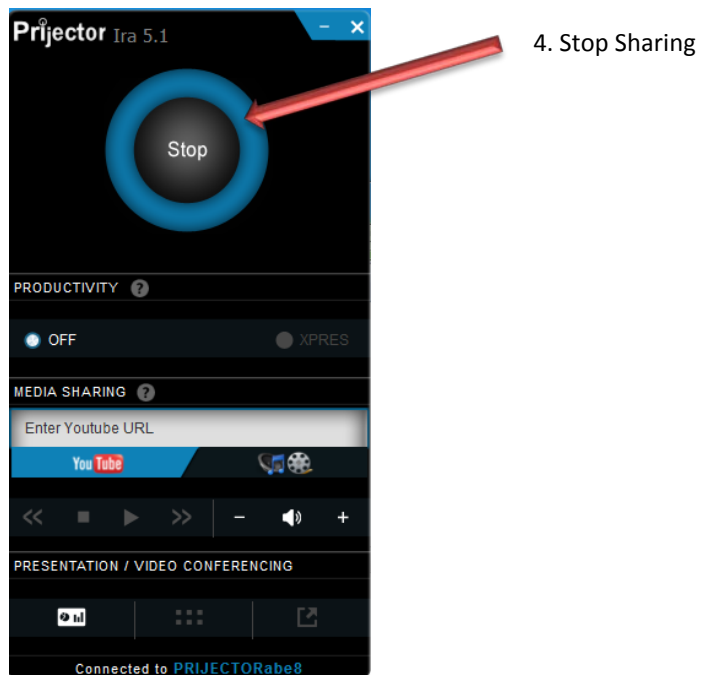 Prijector Ira 5.1
4. Stop Sharing
Stop
PRODUCTIVITY ?
OFF XPRES
MEDIA SHARING ?
Enter Youtube URL
YouTube
PRESENTATION / VIDEO CONFERENCING
Connected to PRIJECTORabe8